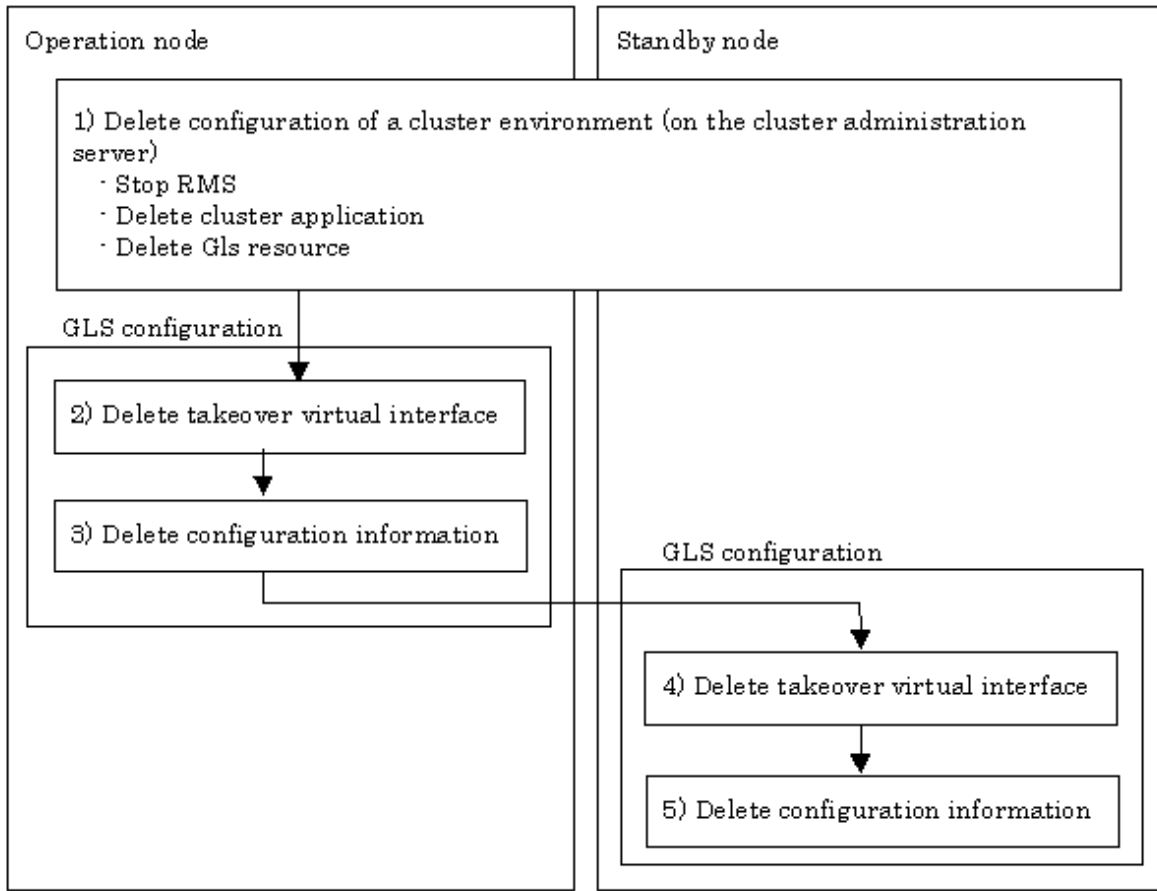 Operation node
Standby node
1) Delete configuration of a cluster environment (on the cluster administration
server)
- Stop RMS
- Delete cluster application
- Delete Gls resource
GLS configuration
2) Delete takeover virtual interface
3) Delete configuration information
GLS configuration
4) Delete takeover virtual interface
5) Delete configuration information